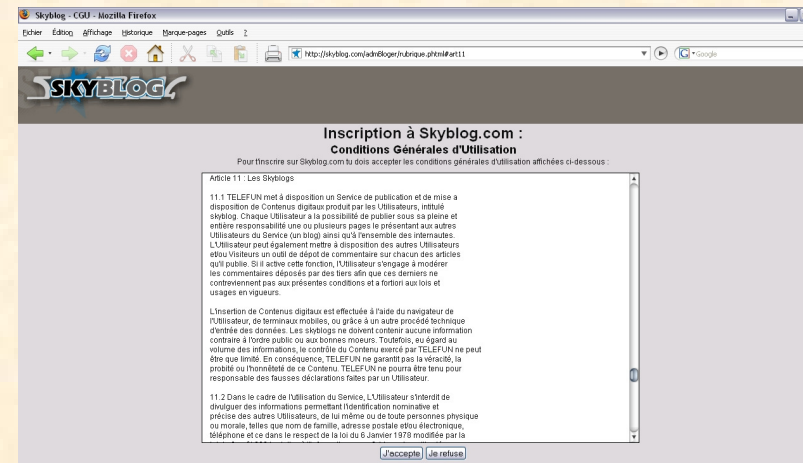 Skyblog - CGU - Mozilla Firefox
Fichier Édition Affichage Historique Marque-pages Outils ?
http://skyblog.com/admBloger/rubrique.phtml#art11
G Google
SKYBLOG
Inscription à Skyblog.com :
Conditions Générales d'Utilisation
Pour t'inscrire sur Skyblog.com tu dois accepter les conditions générales d'utilisation affichées ci-dessous :
Article 11 : Les Skyblogs
11.1 TELEFUN met à disposition un Service de publication et de mise a
disposition de Contenus digitaux produit par les Utilisateurs, intitulé
skyblog. Chaque Utilisateur a la possibilité de publier sous sa pleine et
entière responsabilité une ou plusieurs pages le présentant aux autres
Utilisateurs du Service (un blog) ainsi qu'à l'ensemble des internautes.
L'Utilisateur peut également mettre à disposition des autres Utilisateurs
et/ou Visiteurs un outil de dépot de commentaire sur chacun des articles
qu'il publie. Si il active cette fonction, l'Utilisateur s'engage à modérer
les commentaires déposés par des tiers afin que ces derniers ne
contreviennent pas aux présentes conditions et a fortiori aux lois et
usages en vigueurs.
L'insertion de Contenus digitaux est effectuée à l'aide du navigateur de
l'Utilisateur, de terminaux mobiles, ou grâce à un autre procédé technique
d'entrée des données. Les skyblogs ne doivent contenir aucune information
contraire à l'ordre public ou aux bonnes moeurs. Toutefois, eu égard au
volume des informations, le contrôle du Contenu exercé par TELEFUN ne peut
être que limité. En conséquence, TELEFUN ne garantit pas la véracité, la
probité ou l'honnêteté de ce Contenu. TELEFUN ne pourra être tenu pour
responsable des fausses déclarations faites par un Utilisateur.
11.2 Dans le cadre de l'utilisation du Service, L'Utilisateur s'interdit de
divulguer des informations permettant l'identification nominative et
précise des autres Utilisateurs, de lui même ou de toute personnes physique
ou morale, telles que nom de famille, adresse postale et/ou électronique,
téléphone et ce dans le respect de la loi du 6 Janvier 1978 modifiée par la
J'accepte Je refuse